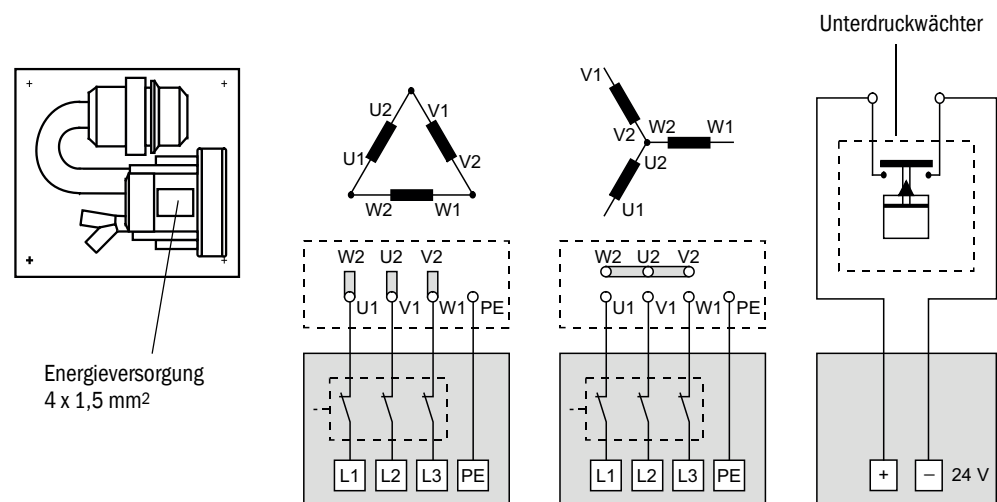 Unterdruckwächter
Energieversorgung
4 x 1,5 mm²
U2 V1
U1 V2
W2 W1
W2 U2 V2
U1 V1 W1 PE
L1 L2 L3 PE
V1
V2 W2 W1
U2
U1
W2 U2 V2
U1 V1 W1 PE
L1 L2 L3 PE
+ – 24 V